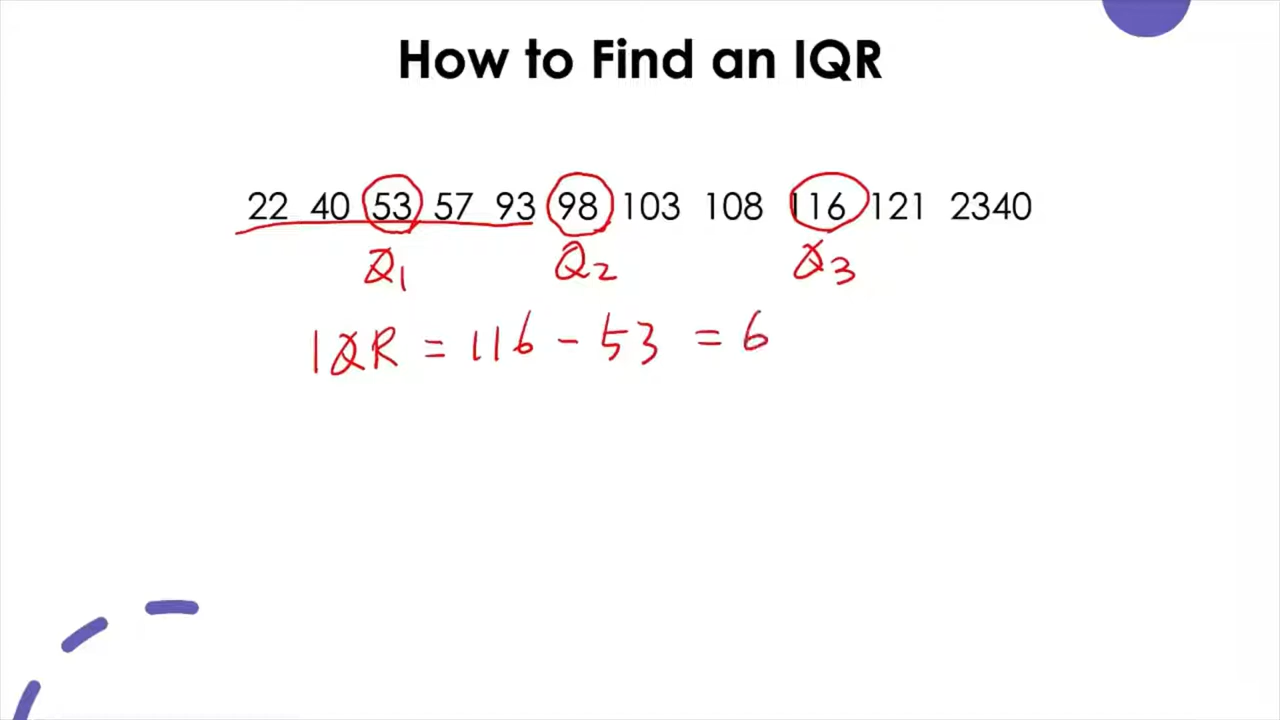 How to Find an IQR
22 40 53 57 93 98 103 108 116 121 2340
Q1 Q2 Q3
IQR = 116 - 53 = 6